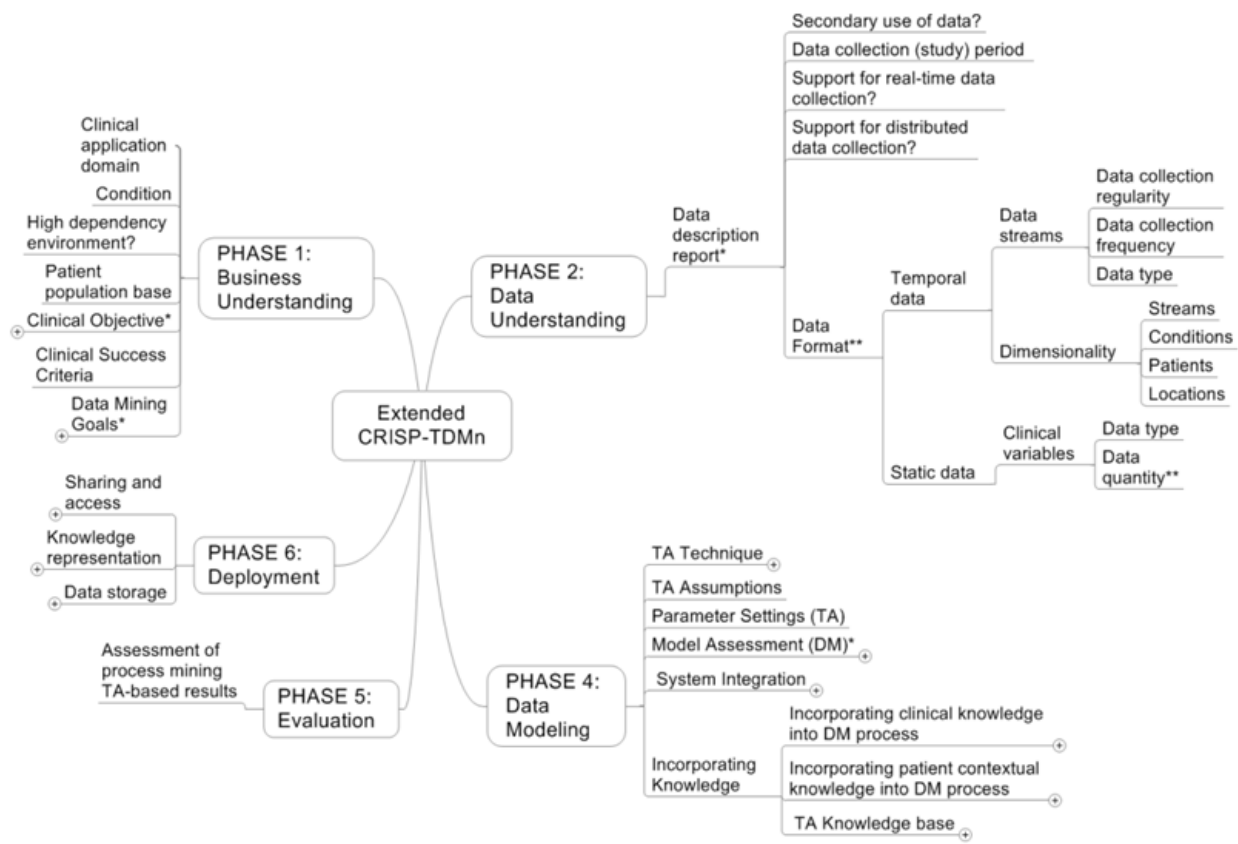 Extended
CRISP-TDMn
PHASE 1:
Business
Understanding
Clinical
application
domain
Condition
High dependency
environment?
Patient
population base
Clinical Objective*
Clinical Success
Criteria
Data Mining
Goals*
PHASE 2:
Data
Understanding
Data
description
report*
Secondary use of data?
Data collection (study) period
Support for real-time data
collection?
Support for distributed
data collection?
Data
Format**
Temporal
data
Data
streams
Data collection
regularity
Data collection
frequency
Data type
Dimensionality
Streams
Conditions
Patients
Locations
Static data
Clinical
variables
Data type
Data
quantity**
PHASE 4:
Data
Modeling
TA Technique
TA Assumptions
Parameter Settings (TA)
Model Assessment (DM)*
System Integration
Incorporating
Knowledge
Incorporating clinical knowledge
into DM process
Incorporating patient contextual
knowledge into DM process
TA Knowledge base
PHASE 5:
Evaluation
Assessment of
process mining
TA-based results
PHASE 6:
Deployment
Sharing and
access
Knowledge
representation
Data storage